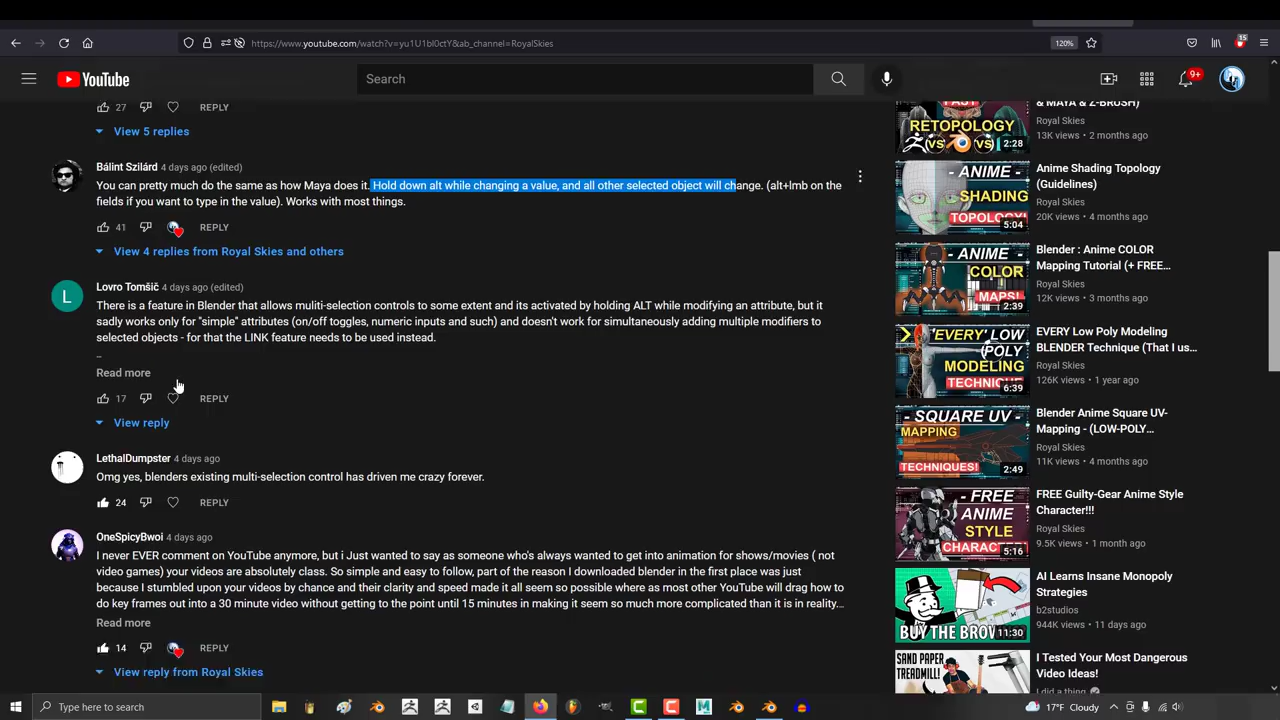 https://www.youtube.com/watch?v=yu1U1bl0ctY&ab_channel=RoyalSkies
120%
15
YouTube
Search
9+
27
REPLY
View 5 replies
Bálint Szilárd 4 days ago (edited)
You can pretty much do the same as how Maya does it. Hold down alt while changing a value, and all other selected object will change. (alt+lmb on the
fields if you want to type in the value). Works with most things.
41
REPLY
View 4 replies from Royal Skies and others
L
Lovro Tomšič 4 days ago (edited)
There is a feature in Blender that allows muliti-selection controls to some extent and its activated by holding ALT while modifying an attribute, but it
sadly works only for "simple" attributes (on/off toggles, numeric inputs and such) and doesn't work for simultaneously adding multiple modifiers to
selected objects - for that the LINK feature needs to be used instead.
–
Read more
17
REPLY
View reply
LethalDumpster 4 days ago
Omg yes, blenders existing multi-selection control has driven me crazy forever.
24
REPLY
OneSpicyBwoi 4 days ago
I never EVER comment on YouTube anymore, but i Just wanted to say as someone who's always wanted to get into animation for shows/movies ( not
video games) your videos are absolutely class. So simple and easy to follow, part of the reason I downloaded blender in the first place was just
because I stumbled upon your videos by chance and their clarity and speed made it all seem so possible where as most other YouTube will drag how to
do key frames out into a 30 minute video without getting to the point until 15 minutes in making it seem so much more complicated than it is in reality...
Read more
14
REPLY
View reply from Royal Skies
FAST
RETOPOLOGY
(VS VS)
2:28
& MAYA & Z-BRUSH)
Royal Skies
13K views • 2 months ago
- ANIME -
SHADING
TOPOLOGY!
5:04
Anime Shading Topology
(Guidelines)
Royal Skies
20K views • 4 months ago
- ANIME -
COLOR
MAPS!
2:39
Blender : Anime COLOR
Mapping Tutorial (+ FREE...
Royal Skies
12K views • 3 months ago
'EVERY' LOW
(POLY
MODELING
TECHNIQUE)
6:39
EVERY Low Poly Modeling
BLENDER Technique (That I us...
Royal Skies
126K views • 1 year ago
- SQUARE UV -
MAPPING
(LOW-POLY
TECHNIQUES!
2:49
Blender Anime Square UV-
Mapping - (LOW-POLY...
Royal Skies
11K views • 4 months ago
- FREE
ANIME
STYLE
CHARACTER
5:16
FREE Guilty-Gear Anime Style
Character!!!
Royal Skies
9.5K views • 1 month ago
BUY THE BROWN
11:30
AI Learns Insane Monopoly
Strategies
b2studios
944K views • 11 days ago
SAND PAPER
TREADMILL!
I Tested Your Most Dangerous
Video Ideas!
I did a thing
Type here to search
17°F Cloudy